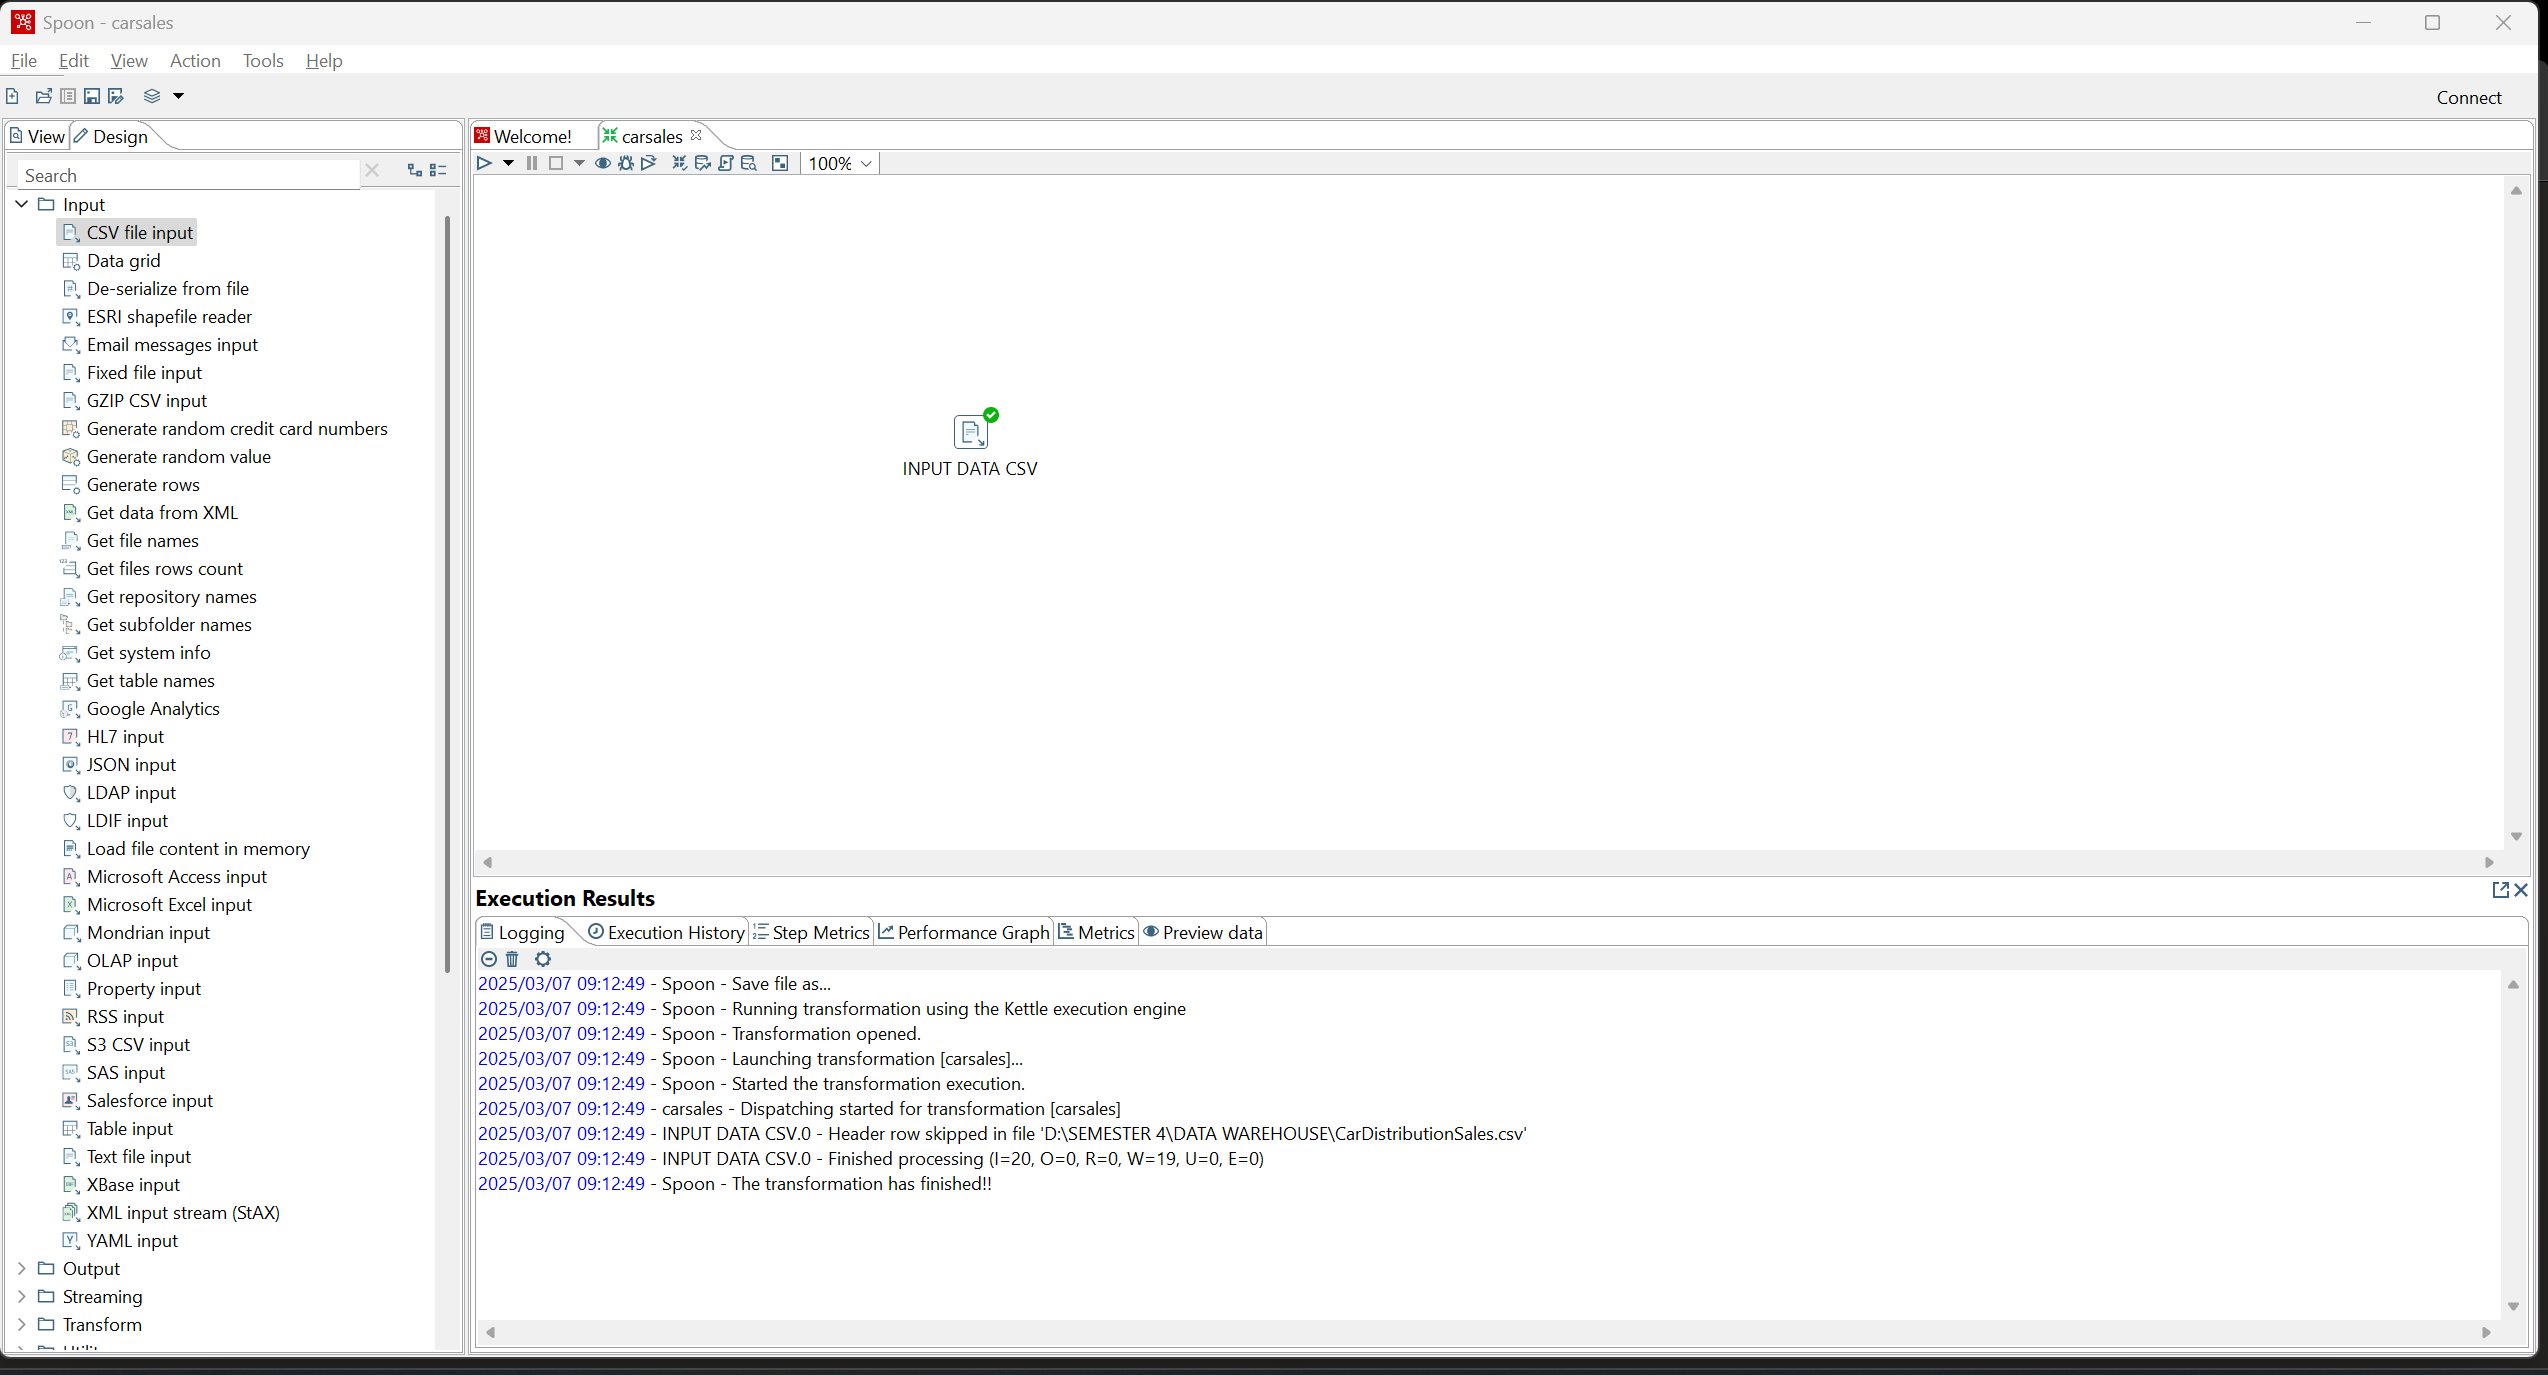 Spoon - carsales
File Edit View Action Tools Help
Connect
View Design
Search
Input
CSV file input
Data grid
De-serialize from file
ESRI shapefile reader
Email messages input
Fixed file input
GZIP CSV input
Generate random credit card numbers
Generate random value
Generate rows
Get data from XML
Get file names
Get files rows count
Get repository names
Get subfolder names
Get system info
Get table names
Google Analytics
HL7 input
JSON input
LDAP input
LDIF input
Load file content in memory
Microsoft Access input
Microsoft Excel input
Mondrian input
OLAP input
Property input
RSS input
S3 CSV input
SAS input
Salesforce input
Table input
Text file input
XBase input
XML input stream (StAX)
YAML input
Output
Streaming
Transform
Welcome! carsales
100%
INPUT DATA CSV
Execution Results
Logging Execution History Step Metrics Performance Graph Metrics Preview data
2025/03/07 09:12:49 - Spoon - Save file as...
2025/03/07 09:12:49 - Spoon - Running transformation using the Kettle execution engine
2025/03/07 09:12:49 - Spoon - Transformation opened.
2025/03/07 09:12:49 - Spoon - Launching transformation [carsales]...
2025/03/07 09:12:49 - Spoon - Started the transformation execution.
2025/03/07 09:12:49 - carsales - Dispatching started for transformation [carsales]
2025/03/07 09:12:49 - INPUT DATA CSV.0 - Header row skipped in file 'D:\SEMESTER 4\DATA WAREHOUSE\CarDistributionSales.csv'
2025/03/07 09:12:49 - INPUT DATA CSV.0 - Finished processing (I=20, O=0, R=0, W=19, U=0, E=0)
2025/03/07 09:12:49 - Spoon - The transformation has finished!!